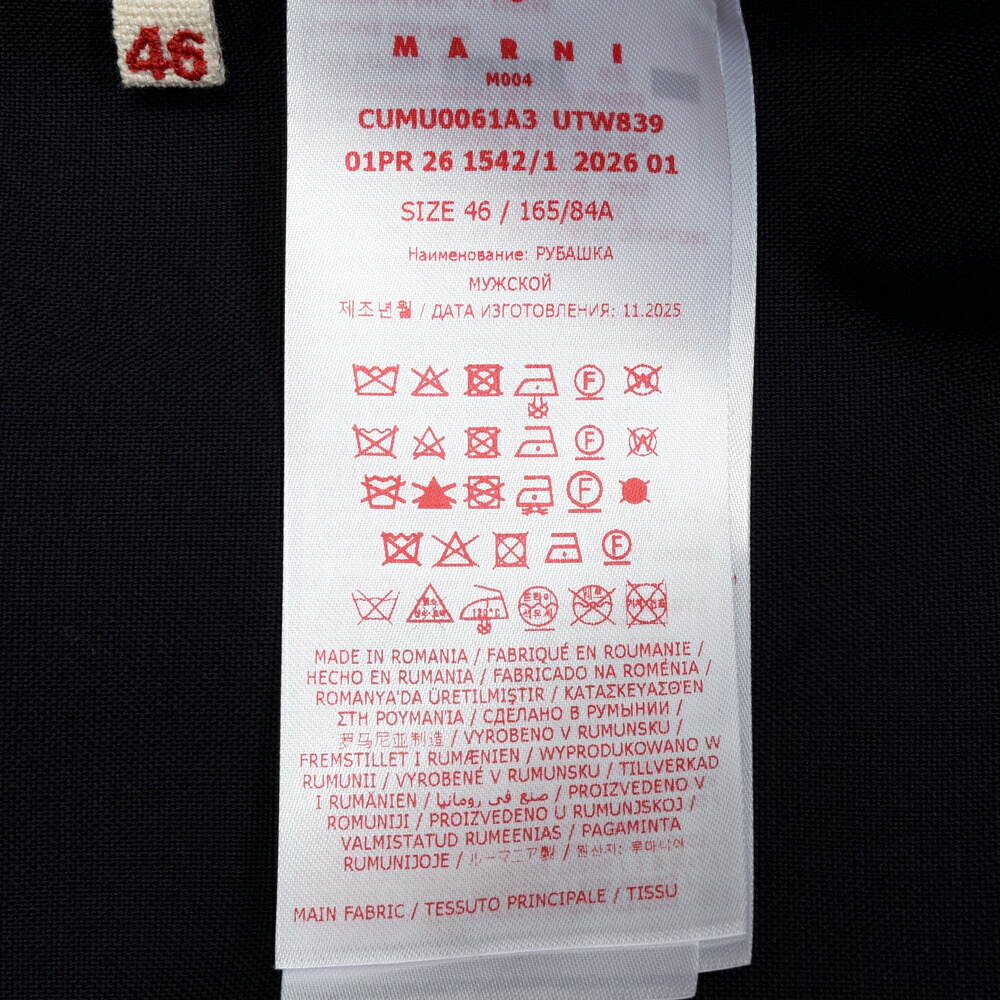 46
MARNI
M004
CUMU0061A3 UTW839
01PR 26 1542/1 2026 01
SIZE 46 / 165/84A
Наименование: РУБАШКА
МУЖСКОЙ
제조년월 / ДАТА ИЗГОТОВЛЕНИЯ: 11.2025
F W
F W
F
F
120°C
MADE IN ROMANIA / FABRIQUÉ EN ROUMANIE /
HECHO EN RUMANIA / FABRICADO NA ROMÉNIA /
ROMANYA'DA ÜRETILMIŞTIR / ΚΑΤΑΣΚΕΥΑΣΘΕΝ
ΣΤΗ ΡΟΥΜΑΝΙΑ / СДЕЛАНО В РУМЫНИИ /
罗马尼亚制造 / VYROBENO V RUMUNSKU /
FREMSTILLET I RUMÆNIEN / WYPRODUKOWANO W
RUMUNII / VYROBENÉ V RUMUNSKU / TILLVERKAD
I RUMÄNIEN / صنع في رومانيا / PROIZVEDENO V
ROMUNIJI / PROIZVEDENO U RUMUNJSKOJ /
VALMISTATUD RUMEENIAS / PAGAMINTA
RUMUNIJOJE / ルーマニア製 / 원산지: 루마니아
MAIN FABRIC / TESSUTO PRINCIPALE / TISSU